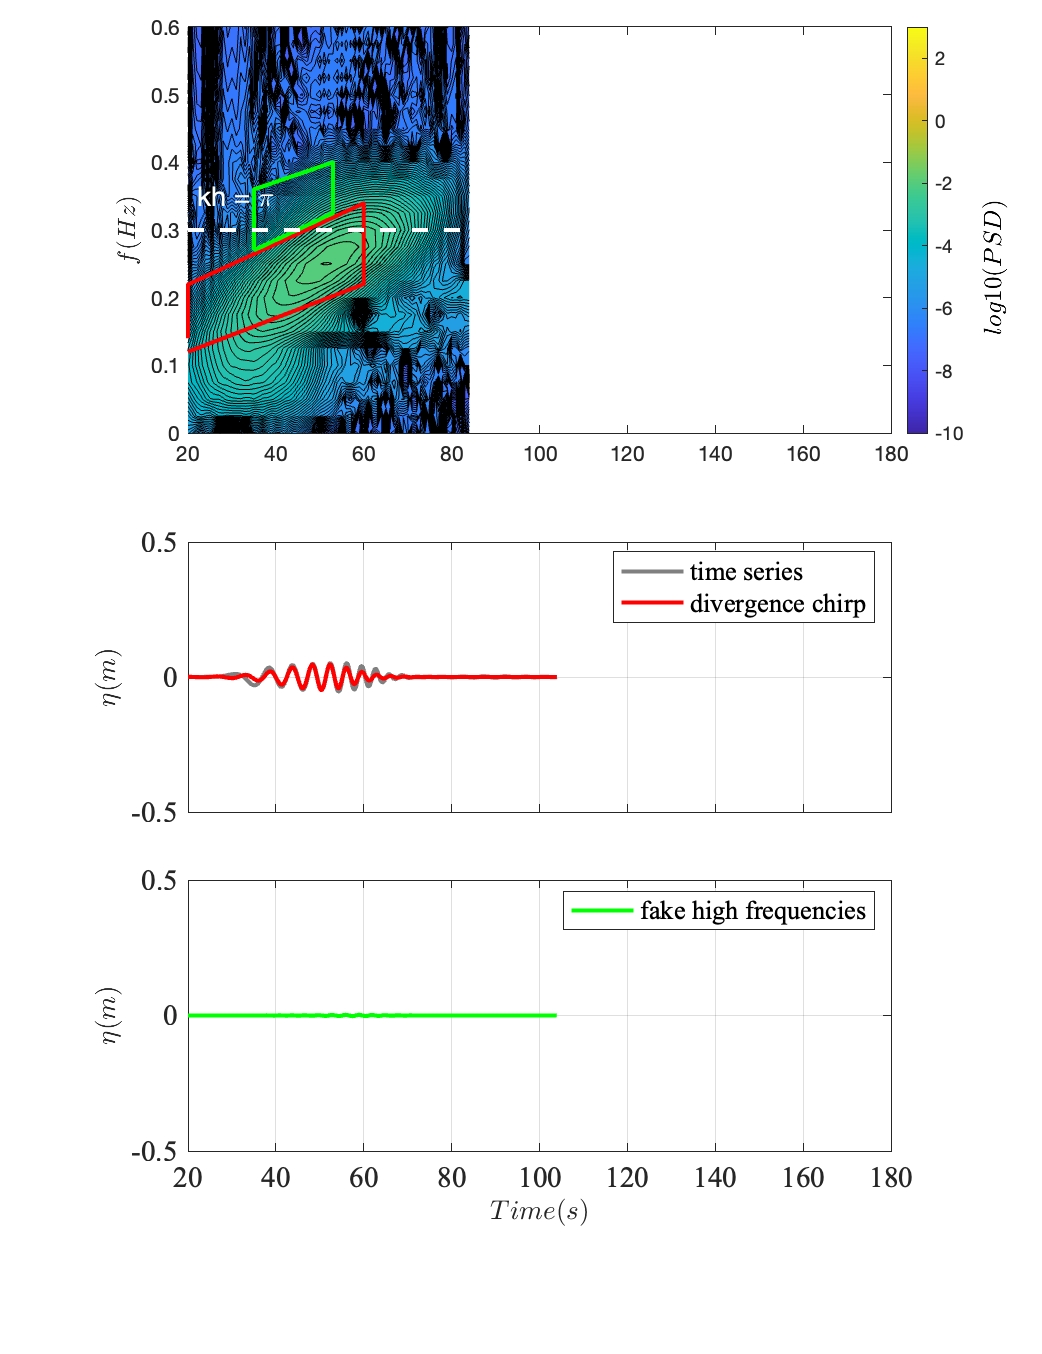 0.6
0.5
0.4
0.3
0.2
0.1
0
f(Hz)
kh = π
20 40 60 80 100 120 140 160 180
2
0
-2
-4
-6
-8
-10
log10(PSD)
0.5
0
-0.5
η(m)
time series
divergence chirp
0.5
0
-0.5
η(m)
fake high frequencies
20 40 60 80 100 120 140 160 180
Time(s)